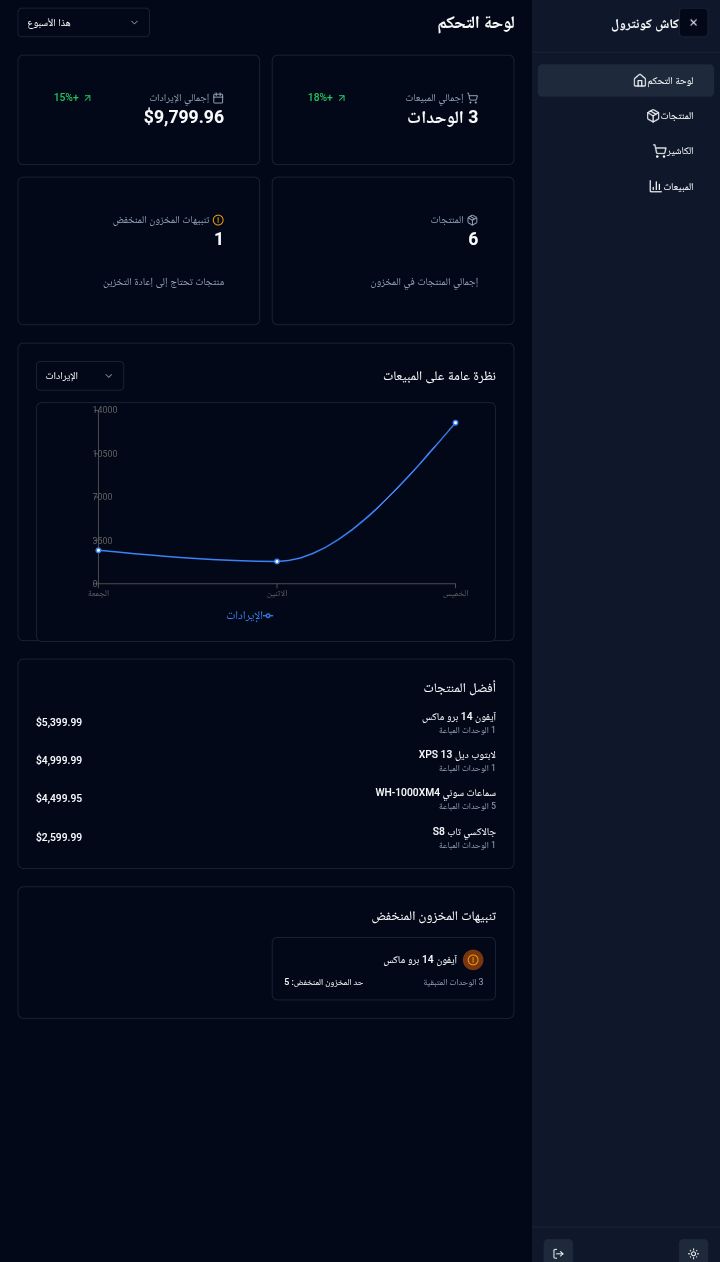 كاش كونترول
لوحة التحكم
المنتجات
الكاشير
المبيعات
لوحة التحكم
هذا الأسبوع
إجمالي المبيعات
18%+
3 الوحدات
إجمالي الإيرادات
15%+
$9,799.96
المنتجات
6
إجمالي المنتجات في المخزون
تنبيهات المخزون المنخفض
1
منتجات تحتاج إلى إعادة التخزين
نظرة عامة على المبيعات
الإيرادات
14000
10500
7000
3500
0
الخميس
الاثنين
الجمعة
الإيرادات
أفضل المنتجات
آيفون 14 برو ماكس
1 الوحدات المباعة
$5,399.99
لابتوب ديل XPS 13
1 الوحدات المباعة
$4,999.99
سماعات سوني WH-1000XM4
5 الوحدات المباعة
$4,499.95
جالاكسي تاب S8
1 الوحدات المباعة
$2,599.99
تنبيهات المخزون المنخفض
آيفون 14 برو ماكس
3 الوحدات المتبقية
حد المخزون المنخفض: 5